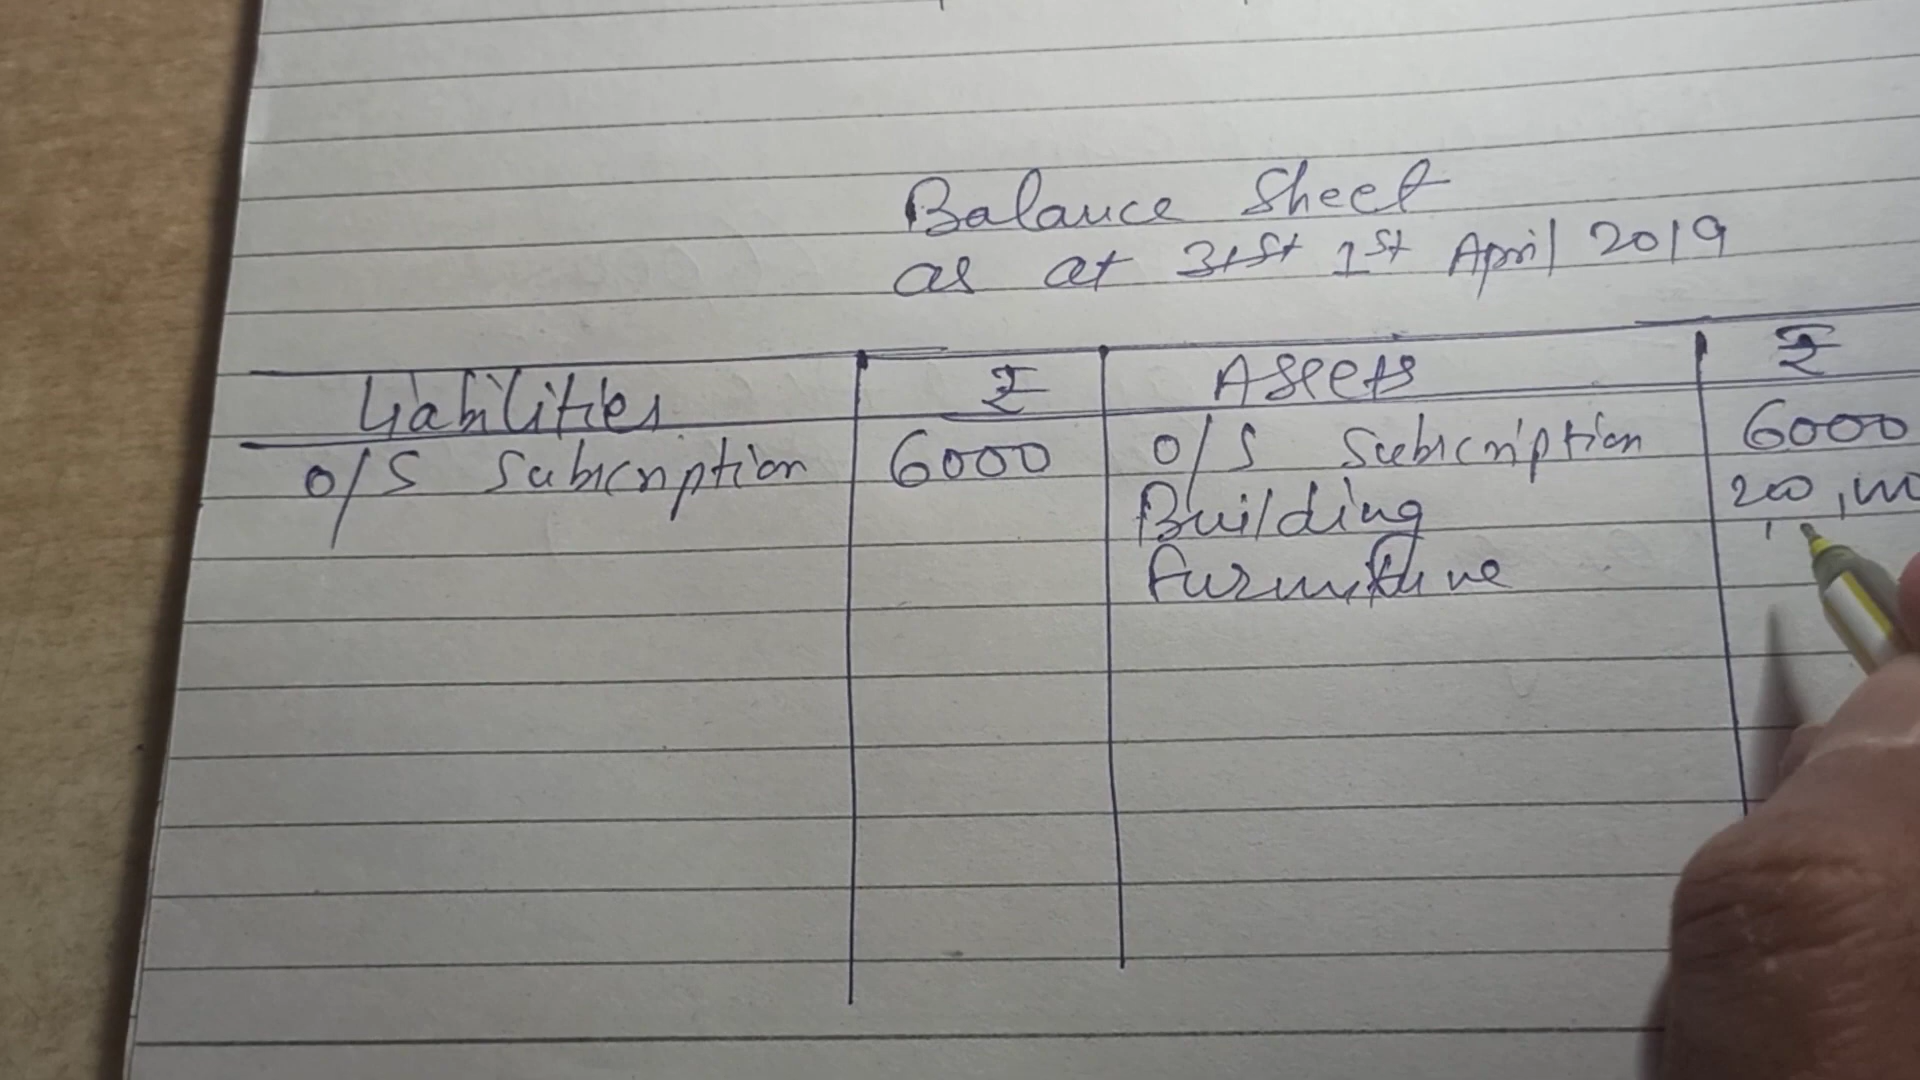 Balance Sheet
as at 31st 1st April 2019
Liabilities ₹ Assets ₹
O/S Subscription 6000 O/S Subscription 6000
Building
Furniture